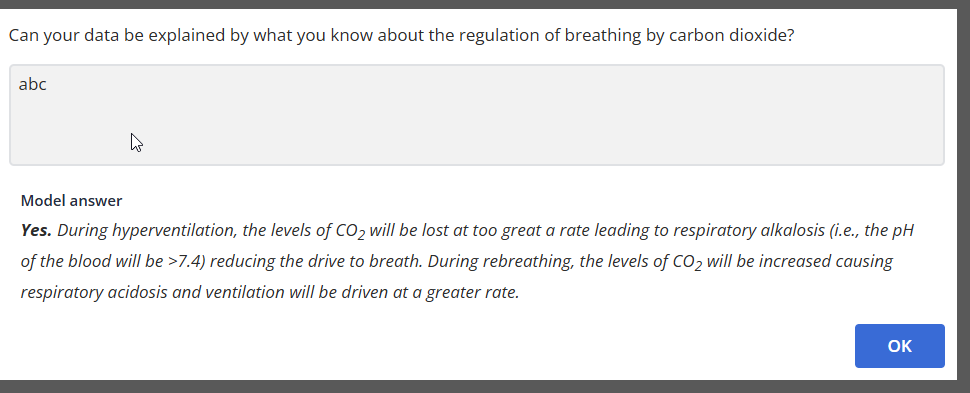 Can your data be explained by what you know about the regulation of breathing by carbon dioxide?
abc
Model answer
Yes. During hyperventilation, the levels of CO₂ will be lost at too great a rate leading to respiratory alkalosis (i.e., the pH
of the blood will be >7.4) reducing the drive to breath. During rebreathing, the levels of CO₂ will be increased causing
respiratory acidosis and ventilation will be driven at a greater rate.
OK